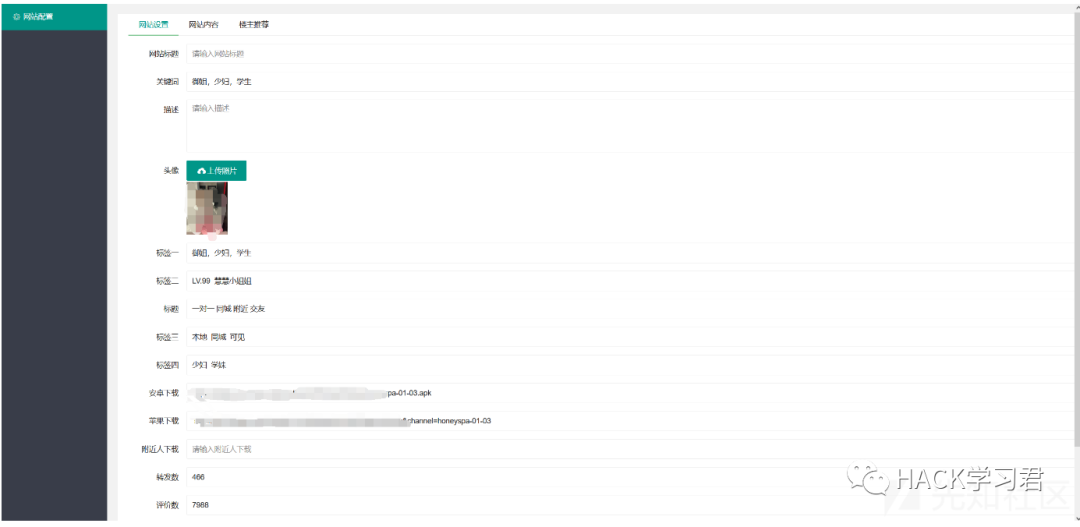 网站配置
网站设置 网站内容 楼主推荐
网站标题 请输入网站标题
关键词 御姐，少妇，学生
描述 请输入描述
头像 上传照片
标签一 御姐，少妇，学生
标签二 LV.99 慧慧小姐姐
标题 一对一 同城 附近 交友
标签三 本地 同城 可见
标签四 少妇 学妹
安卓下载 pa-01-03.apk
苹果下载 channel=honeyspa-01-03
附近人下载 请输入附近人下载
转发数 466
评价数 7988
HACK学习君
先知社区